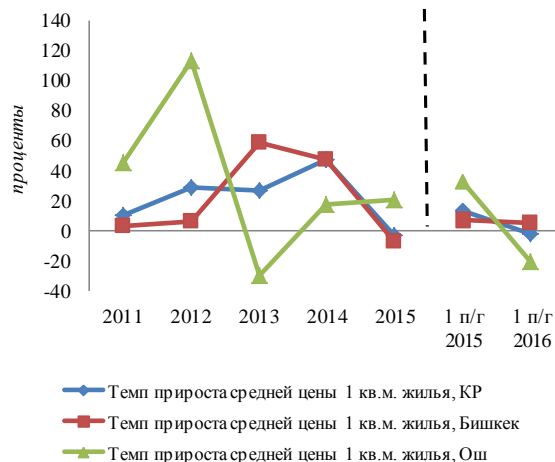 140
120
100
80
60
40
20
0
-20
-40
проценты
2011 2012 2013 2014 2015 1 п/г 1 п/г
2015 2016
Темп прироста средней цены 1 кв.м. жилья, КР
Темп прироста средней цены 1 кв.м. жилья, Бишкек
Темп прироста средней цены 1 кв.м. жилья, Ош